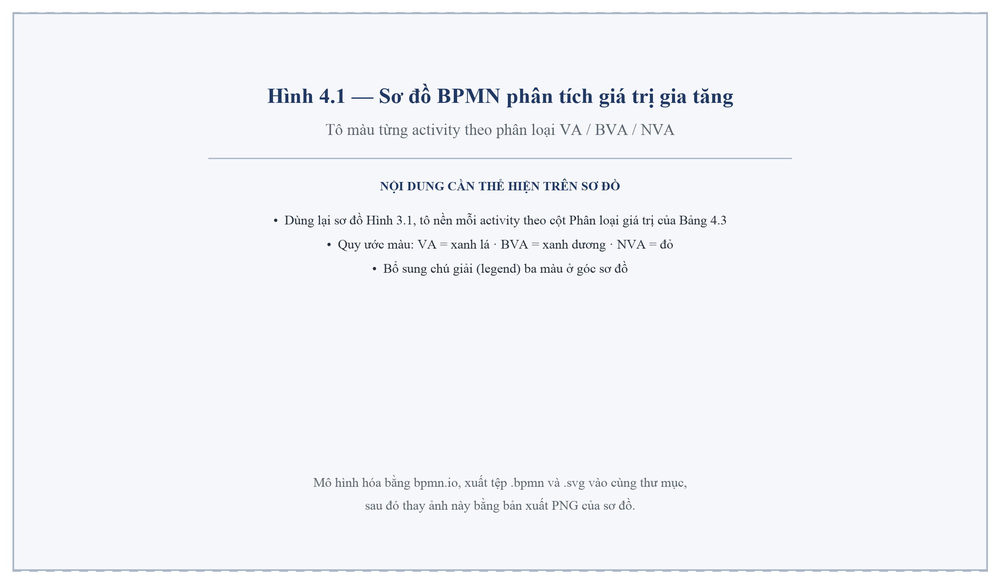 Hình 4.1 — Sơ đồ BPMN phân tích giá trị gia tăng
Tô màu từng activity theo phân loại VA / BVA / NVA
NỘI DUNG CẦN THỂ HIỆN TRÊN SƠ ĐỒ
• Dùng lại sơ đồ Hình 3.1, tô nền mỗi activity theo cột Phân loại giá trị của Bảng 4.3
• Quy ước màu: VA = xanh lá · BVA = xanh dương · NVA = đỏ
• Bổ sung chú giải (legend) ba màu ở góc sơ đồ
Mô hình hóa bằng bpmn.io, xuất tệp .bpmn và .svg vào cùng thư mục,
sau đó thay ảnh này bằng bản xuất PNG của sơ đồ.